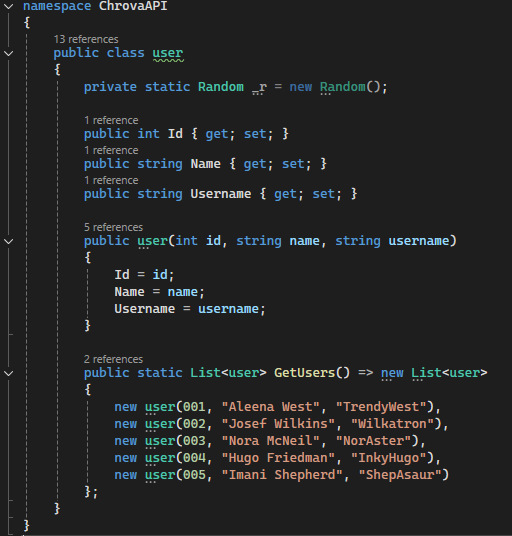 namespace ChrovaAPI
{
13 references
public class user
{
private static Random _r = new Random();
1 reference
public int Id { get; set; }
1 reference
public string Name { get; set; }
1 reference
public string Username { get; set; }
5 references
public user(int id, string name, string username)
{
Id = id;
Name = name;
Username = username;
}
2 references
public static List<user> GetUsers() => new List<user>
{
new user(001, "Aleena West", "TrendyWest"),
new user(002, "Josef Wilkins", "Wilkatron"),
new user(003, "Nora McNeil", "NorAster"),
new user(004, "Hugo Friedman", "InkyHugo"),
new user(005, "Imani Shepherd", "ShepAsaur")
};
}
}